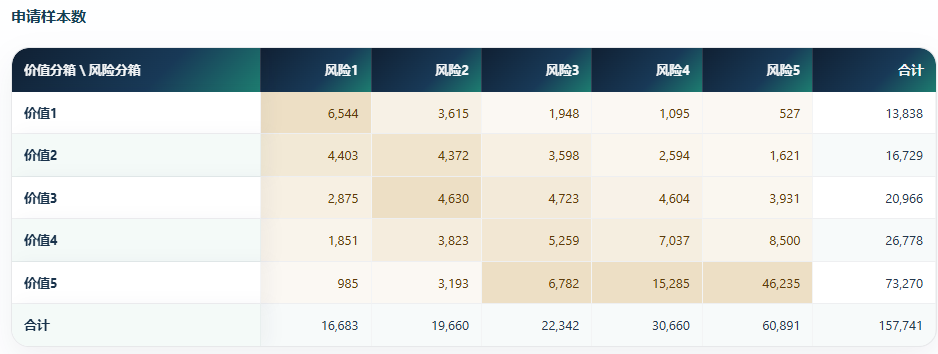 申请样本数
价值分箱 \ 风险分箱 风险1 风险2 风险3 风险4 风险5 合计
价值1 6,544 3,615 1,948 1,095 527 13,838
价值2 4,403 4,372 3,598 2,594 1,621 16,729
价值3 2,875 4,630 4,723 4,604 3,931 20,966
价值4 1,851 3,823 5,259 7,037 8,500 26,778
价值5 985 3,193 6,782 15,285 46,235 73,270
合计 16,683 19,660 22,342 30,660 60,891 157,741